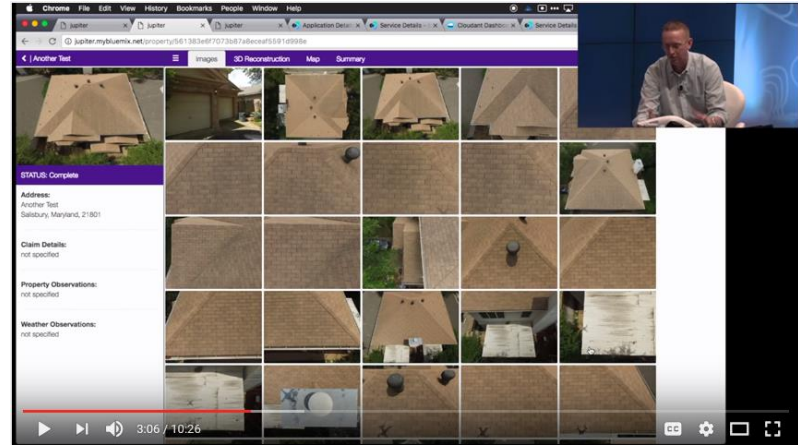 Chrome File Edit View History Bookmarks People Window Help
jupiter
jupiter
jupiter
Application Details
Service Details
Cloudant Dashboard
Service Details
jupiter.mybluemix.net/property/561383e6f7073b87a8eceaf5591d998e
Another Test
Images 3D Reconstruction Map Summary
STATUS: Complete
Address:
Another Test
Salisbury, Maryland, 21801
Claim Details:
not specified
Property Observations:
not specified
Weather Observations:
not specified
3:06 / 10:26
CC